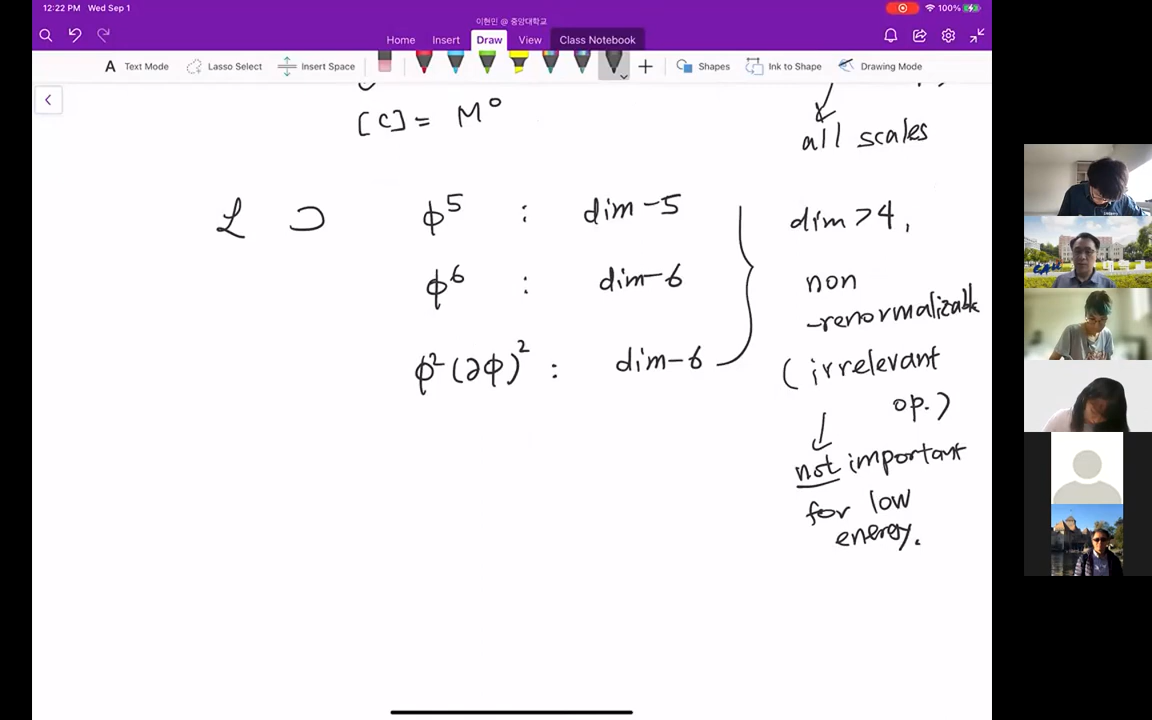 12:22 PM Wed Sep 1
100%
이현민 @ 중앙대학교
Home Insert Draw View Class Notebook
Text Mode Lasso Select Insert Space Shapes Ink to Shape Drawing Mode
[C] = M⁰
all scales
ℒ ⊃ φ⁵ : dim-5
dim>4,
φ⁶ : dim-6
non
-renormalizable
φ²(∂φ)² : dim-6
(irrelevant
op.)
↓
not important
for low
energy.